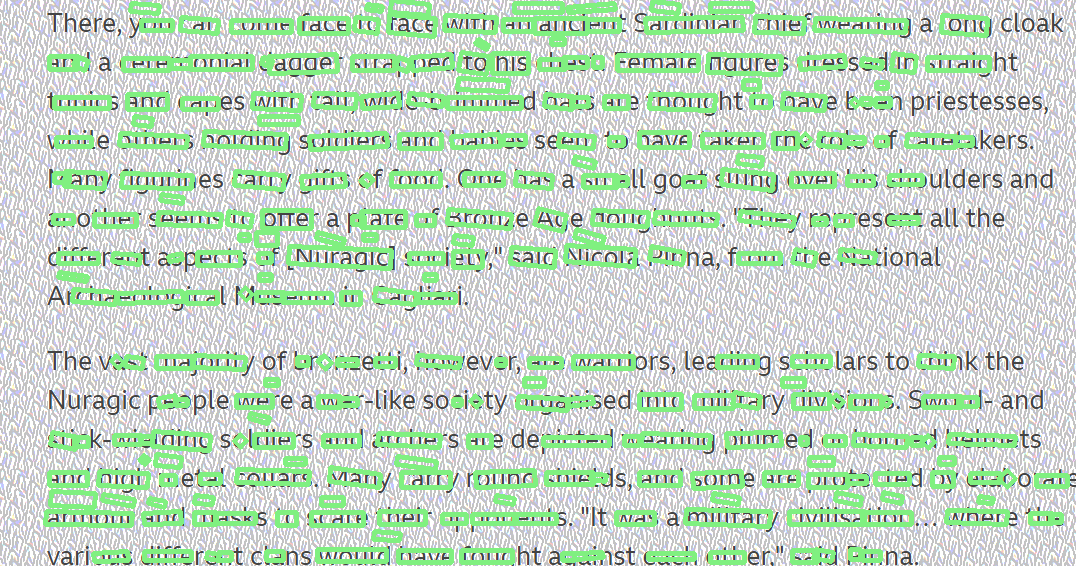 There, you can come face to face with an ancient Sardinian chief wearing a long cloak
and a ceremonial dagger strapped to his chest. Female figures dressed in straight
tunics and capes with tall, wide-brimmed hats are thought to have been priestesses,
while others holding soldiers and babies seem to have taken the role of caretakers.
Many figurines carry gifts of food. One has a small goat slung over his shoulders and
another seems to offer a plate of Bronze Age doughnuts. "They represent all the
different aspects of [Nuragic] society," said Nicola Pinna, from the National
Archaeological Museum in Cagliari.
The vast majority of bronzetti, however, are warriors, leading scholars to think the
Nuragic people were a war-like society organised into military divisions. Sword- and
stick-wielding soldiers and archers are depicted wearing plumed or horned helmets
and high metal collars. Many carry round shields, and some are protected by elaborate
armour and masks to scare their opponents. "It was a military civilisation... where the
various different clans would have fought against each other," said Pinna.